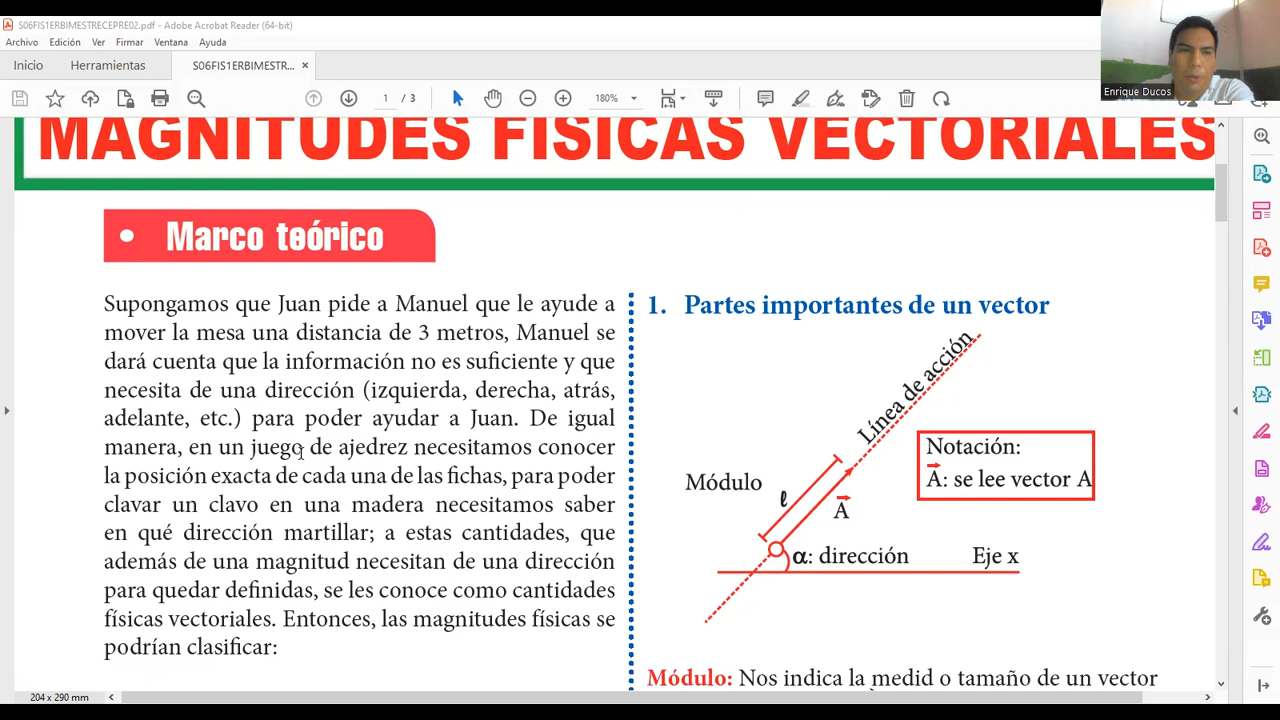 S06FIS1ERBIMESTRECEPRE02.pdf - Adobe Acrobat Reader (64-bit)
Archivo Edición Ver Firmar Ventana Ayuda
Inicio Herramientas S06FIS1ERBIMESTR... ×
1 / 3 180%
Enrique Ducos
MAGNITUDES FÍSICAS VECTORIALES
• Marco teórico
Supongamos que Juan pide a Manuel que le ayude a
mover la mesa una distancia de 3 metros, Manuel se
dará cuenta que la información no es suficiente y que
necesita de una dirección (izquierda, derecha, atrás,
adelante, etc.) para poder ayudar a Juan. De igual
manera, en un juego de ajedrez necesitamos conocer
la posición exacta de cada una de las fichas, para poder
clavar un clavo en una madera necesitamos saber
en qué dirección martillar; a estas cantidades, que
además de una magnitud necesitan de una dirección
para quedar definidas, se les conoce como cantidades
físicas vectoriales. Entonces, las magnitudes físicas se
podrían clasificar:
1. Partes importantes de un vector
Línea de acción
Módulo
ℓ
A
Notación:
A: se lee vector A
α: dirección
Eje x
Módulo: Nos indica la medid o tamaño de un vector
204 x 290 mm